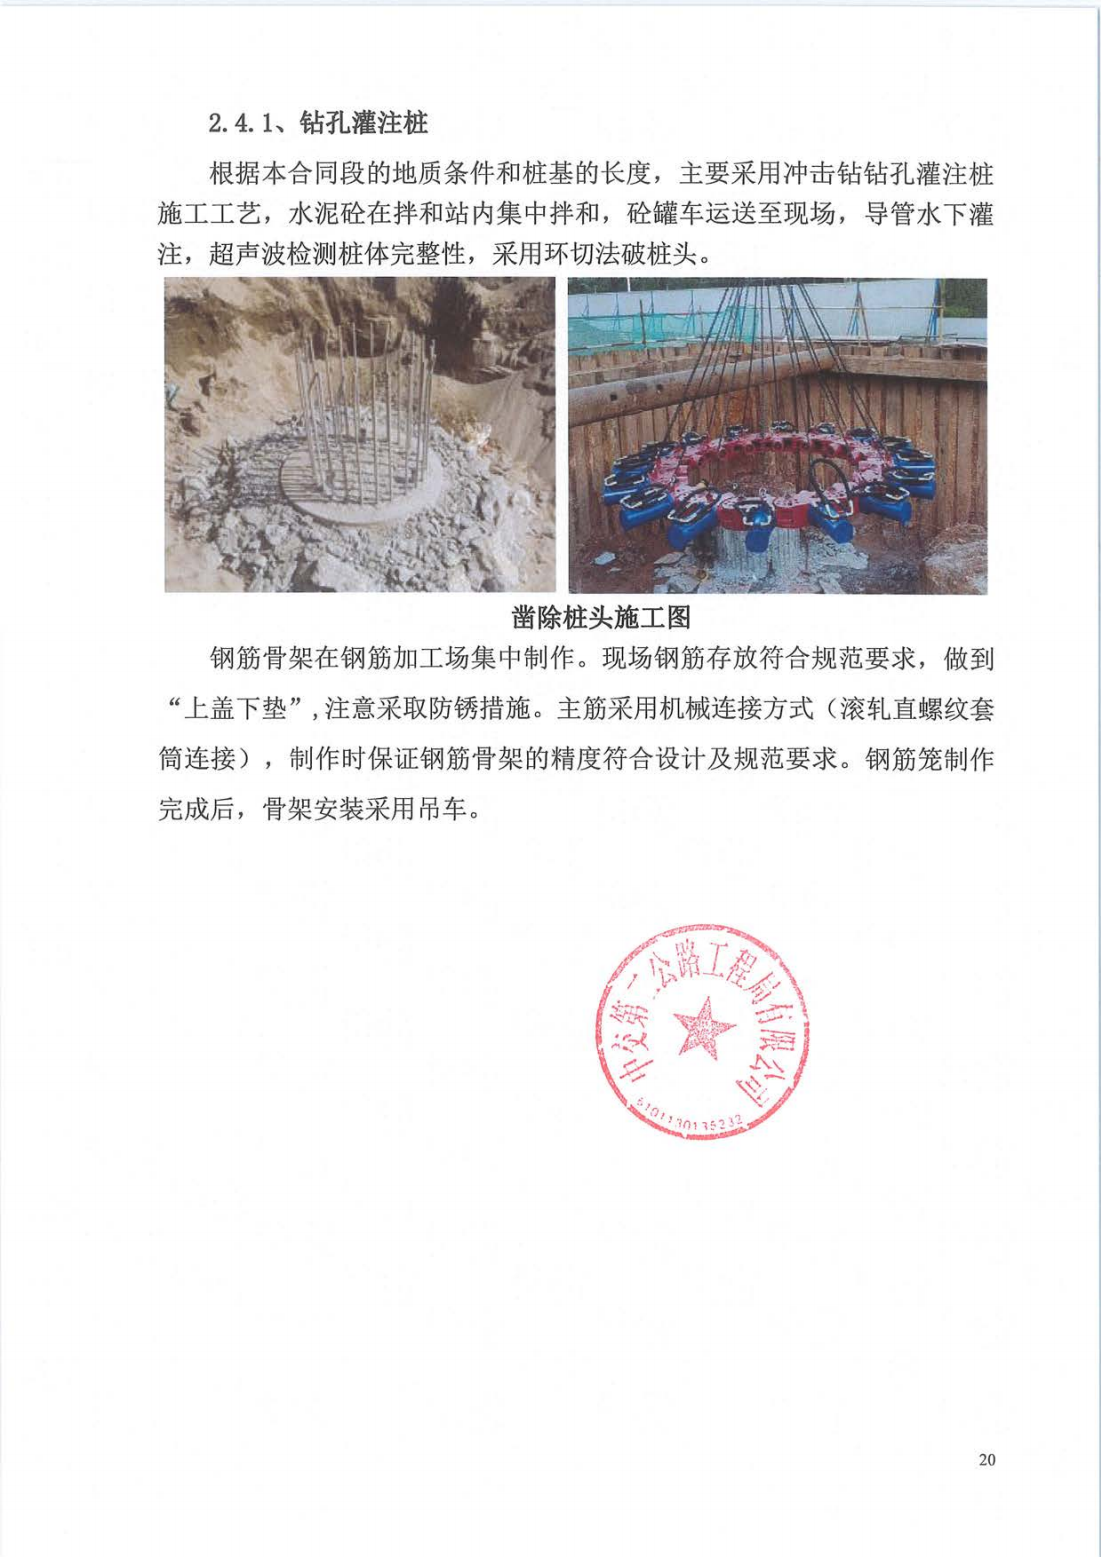 2.4.1、钻孔灌注桩
根据本合同段的地质条件和桩基的长度，主要采用冲击钻钻孔灌注桩
施工工艺，水泥砼在拌和站内集中拌和，砼罐车运送至现场，导管水下灌
注，超声波检测桩体完整性，采用环切法破桩头。
凿除桩头施工图
钢筋骨架在钢筋加工场集中制作。现场钢筋存放符合规范要求，做到
“上盖下垫”,注意采取防锈措施。主筋采用机械连接方式（滚轧直螺纹套
筒连接），制作时保证钢筋骨架的精度符合设计及规范要求。钢筋笼制作
完成后，骨架安装采用吊车。
中交第二公路工程局有限公司
6101130135232
20